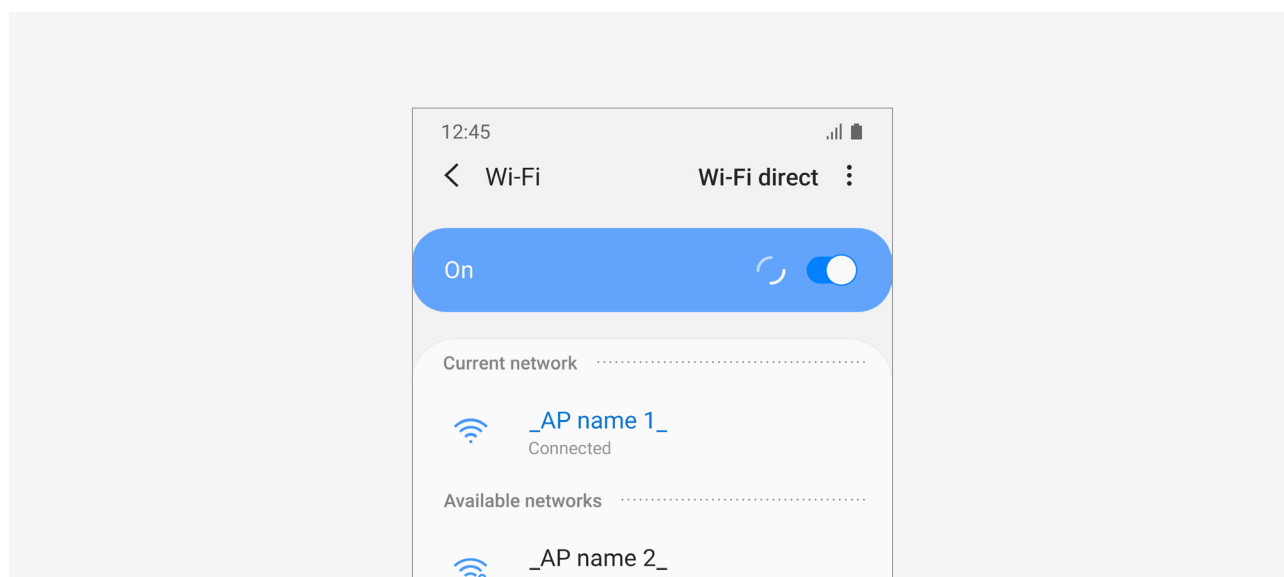 12:45
Wi-Fi Wi-Fi direct
On
Current network
_AP name 1_
Connected
Available networks
_AP name 2_